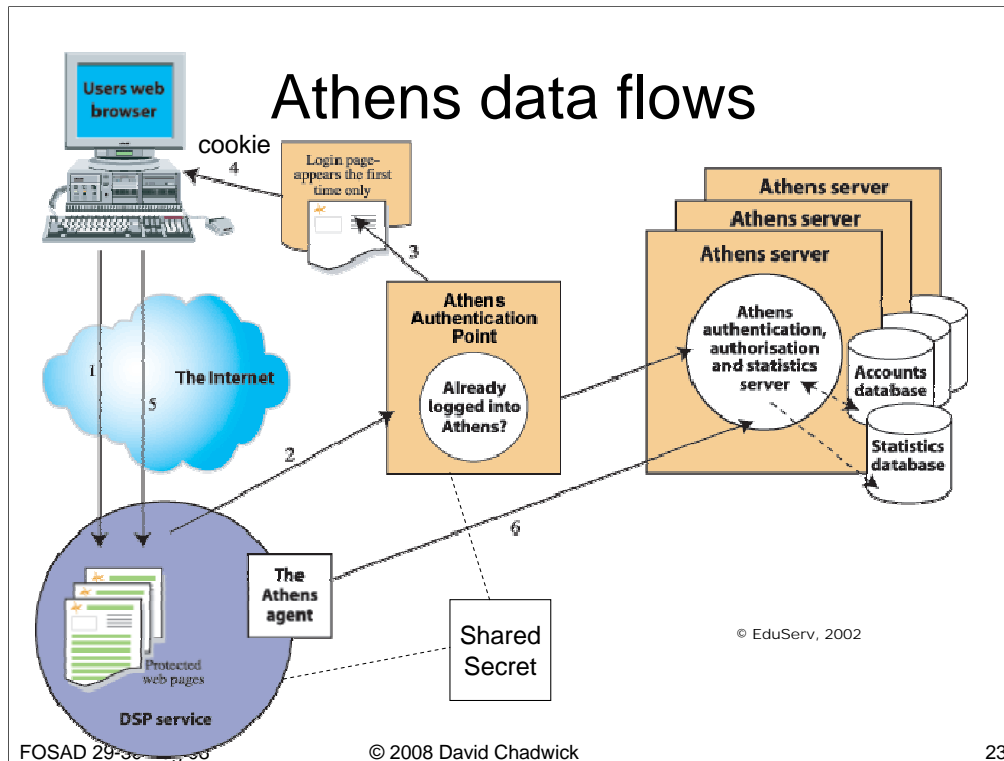 Athens data flows
Users web
browser
cookie
4
Login page-
appears the first
time only
3
Athens server
Athens server
Athens server
Athens
authentication,
authorisation
and statistics
server
Accounts
database
Statistics
database
Athens
Authentication
Point
Already
logged into
Athens?
1
The Internet
5
2
6
The
Athens
agent
Shared
Secret
© EduServ, 2002
Protected
web pages
DSP service
FOSAD
© 2008 David Chadwick
23